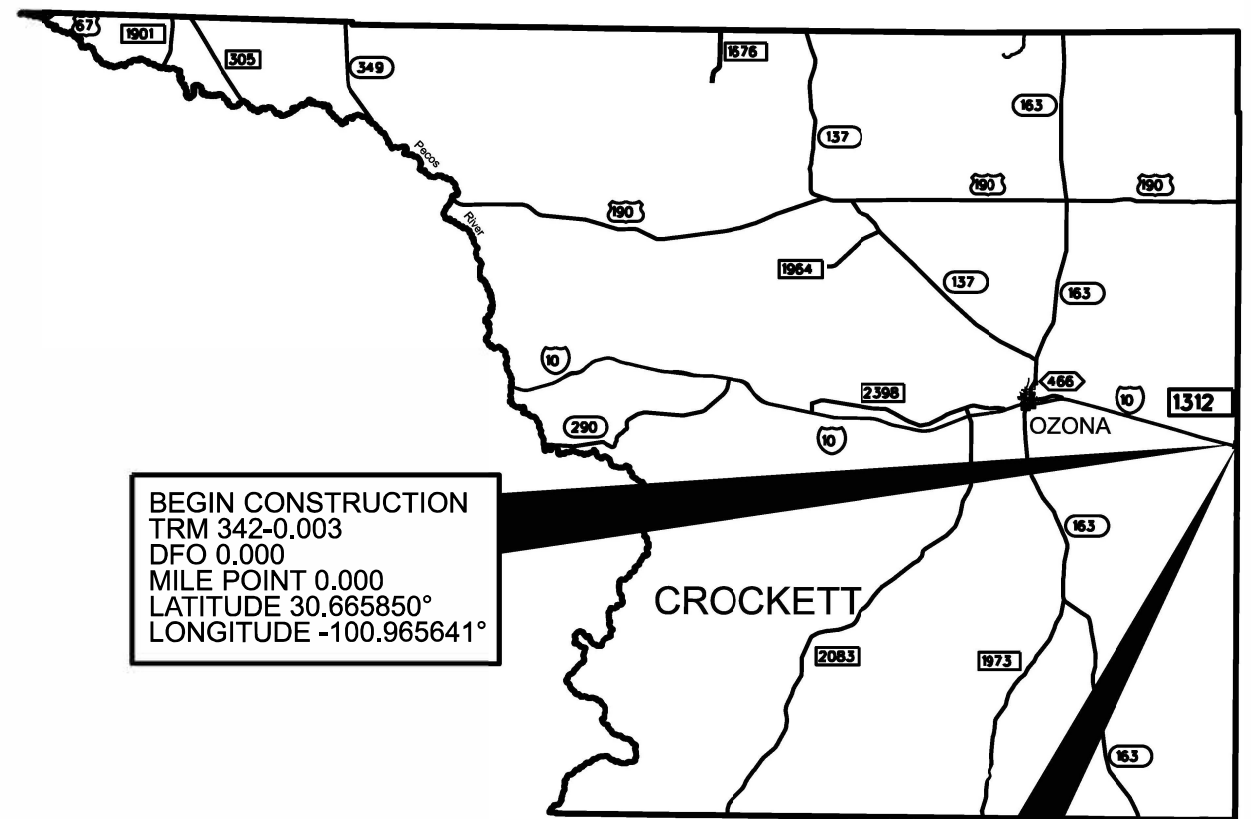 67
1901
305
349
1676
137
163
Pecos
River
190
190
190
1964
137
163
10
290
2398
10
466
10
1312
OZONA
BEGIN CONSTRUCTION
TRM 342-0.003
DFO 0.000
MILE POINT 0.000
LATITUDE 30.665850°
LONGITUDE -100.965641°
163
CROCKETT
2083
1973
163